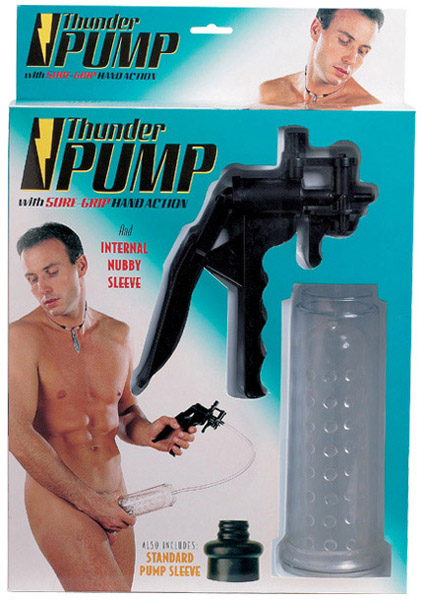 Thunder
PUMP
with SURE-GRIP HAND ACTION
Thunder
PUMP
with SURE-GRIP HAND ACTION
And
INTERNAL
NUBBY
SLEEVE
ALSO INCLUDES:
STANDARD
PUMP SLEEVE